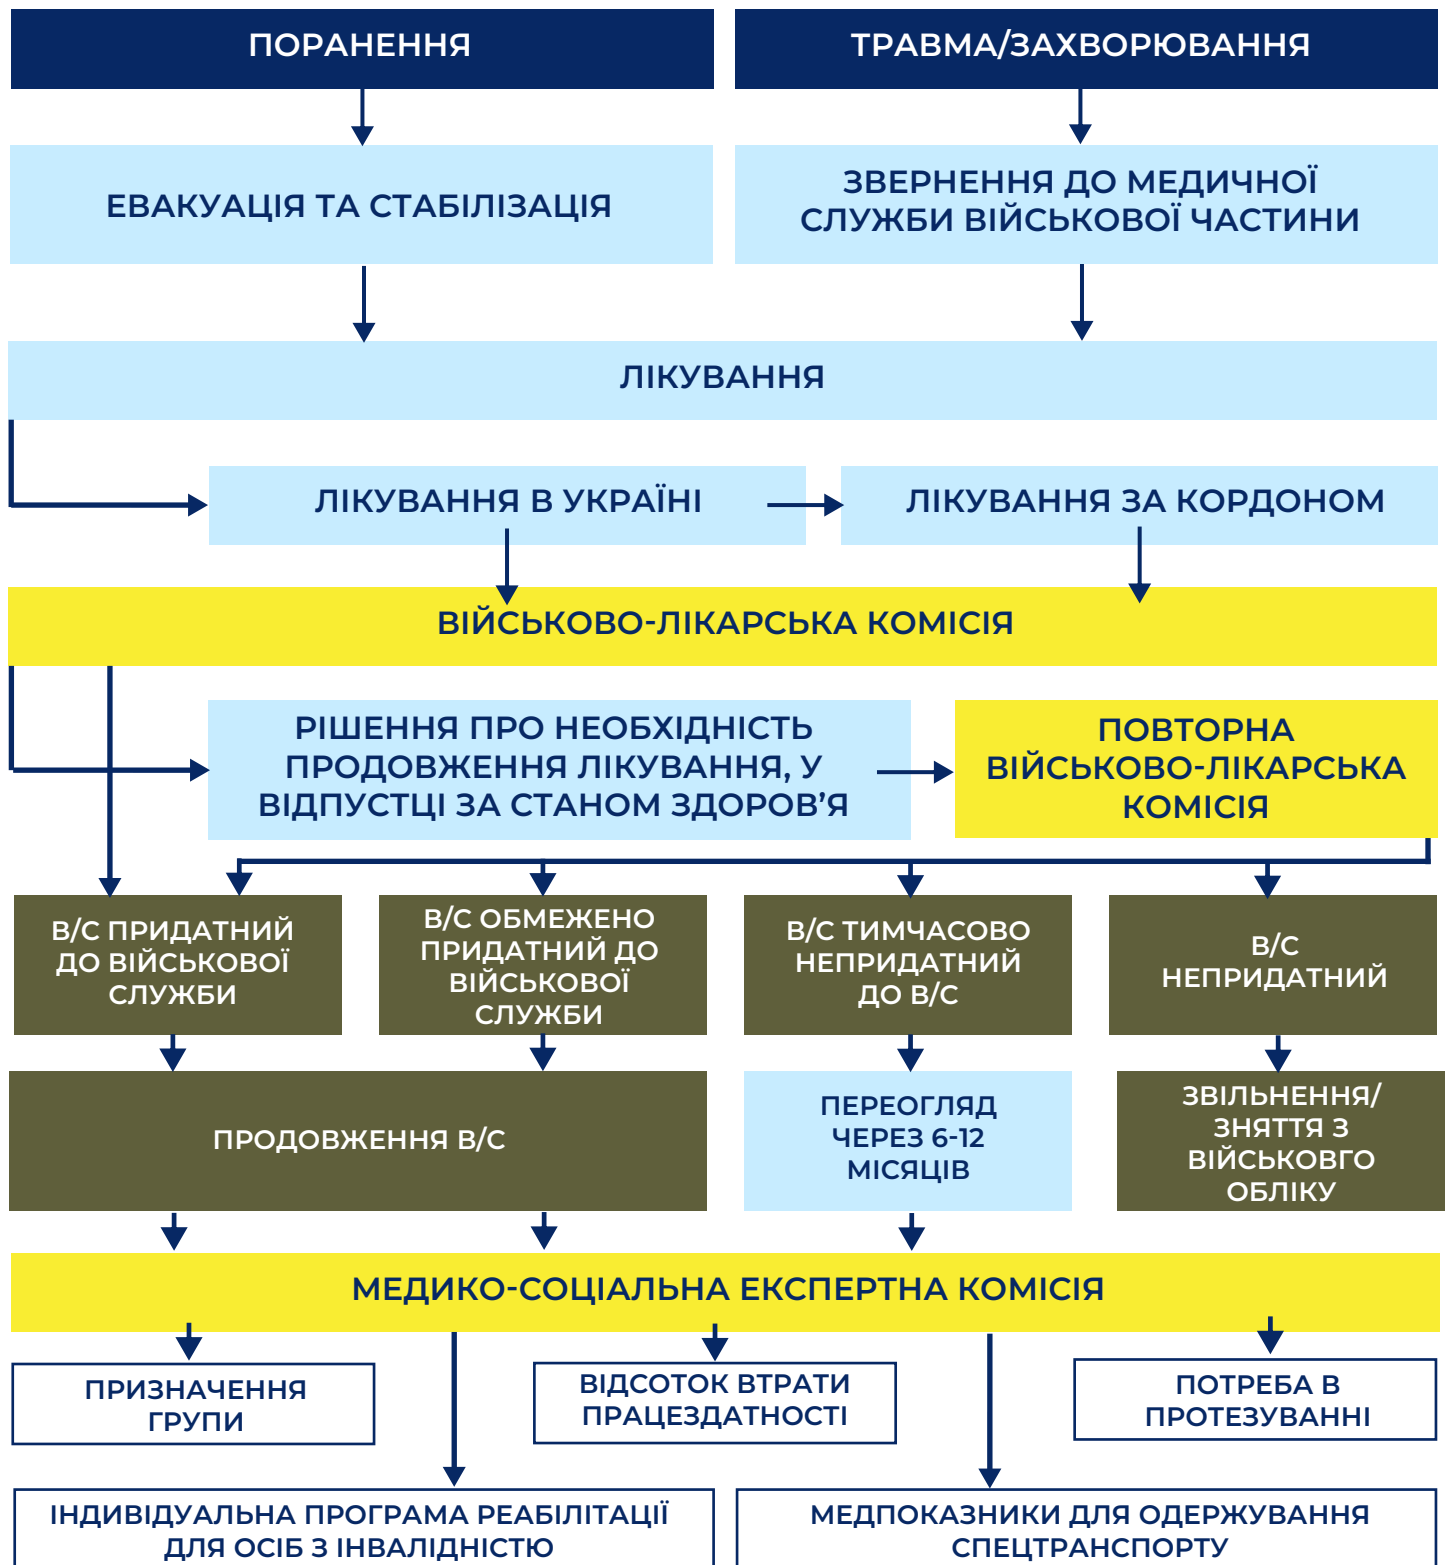 ПОРАНЕННЯ
ТРАВМА/ЗАХВОРЮВАННЯ
ЕВАКУАЦІЯ ТА СТАБІЛІЗАЦІЯ
ЗВЕРНЕННЯ ДО МЕДИЧНОЇ
СЛУЖБИ ВІЙСЬКОВОЇ ЧАСТИНИ
ЛІКУВАННЯ
ЛІКУВАННЯ В УКРАЇНІ
ЛІКУВАННЯ ЗА КОРДОНОМ
ВІЙСЬКОВО-ЛІКАРСЬКА КОМІСІЯ
РІШЕННЯ ПРО НЕОБХІДНІСТЬ
ПРОДОВЖЕННЯ ЛІКУВАННЯ, У
ВІДПУСТЦІ ЗА СТАНОМ ЗДОРОВ’Я
ПОВТОРНА
ВІЙСЬКОВО-ЛІКАРСЬКА
КОМІСІЯ
В/С ПРИДАТНИЙ
ДО ВІЙСЬКОВОЇ
СЛУЖБИ
В/С ОБМЕЖЕНО
ПРИДАТНИЙ ДО
ВІЙСЬКОВОЇ
СЛУЖБИ
В/С ТИМЧАСОВО
НЕПРИДАТНИЙ
ДО В/С
В/С
НЕПРИДАТНИЙ
ПРОДОВЖЕННЯ В/С
ПЕРЕОГЛЯД
ЧЕРЕЗ 6-12
МІСЯЦІВ
ЗВІЛЬНЕННЯ/
ЗНЯТТЯ З
ВІЙСЬКОВГО
ОБЛІКУ
МЕДИКО-СОЦІАЛЬНА ЕКСПЕРТНА КОМІСІЯ
ПРИЗНАЧЕННЯ
ГРУПИ
ВІДСОТОК ВТРАТИ
ПРАЦЕЗДАТНОСТІ
ПОТРЕБА В
ПРОТЕЗУВАННІ
ІНДИВІДУАЛЬНА ПРОГРАМА РЕАБІЛІТАЦІЇ
ДЛЯ ОСІБ З ІНВАЛІДНІСТЮ
МЕДПОКАЗНИКИ ДЛЯ ОДЕРЖУВАННЯ
СПЕЦТРАНСПОРТУ